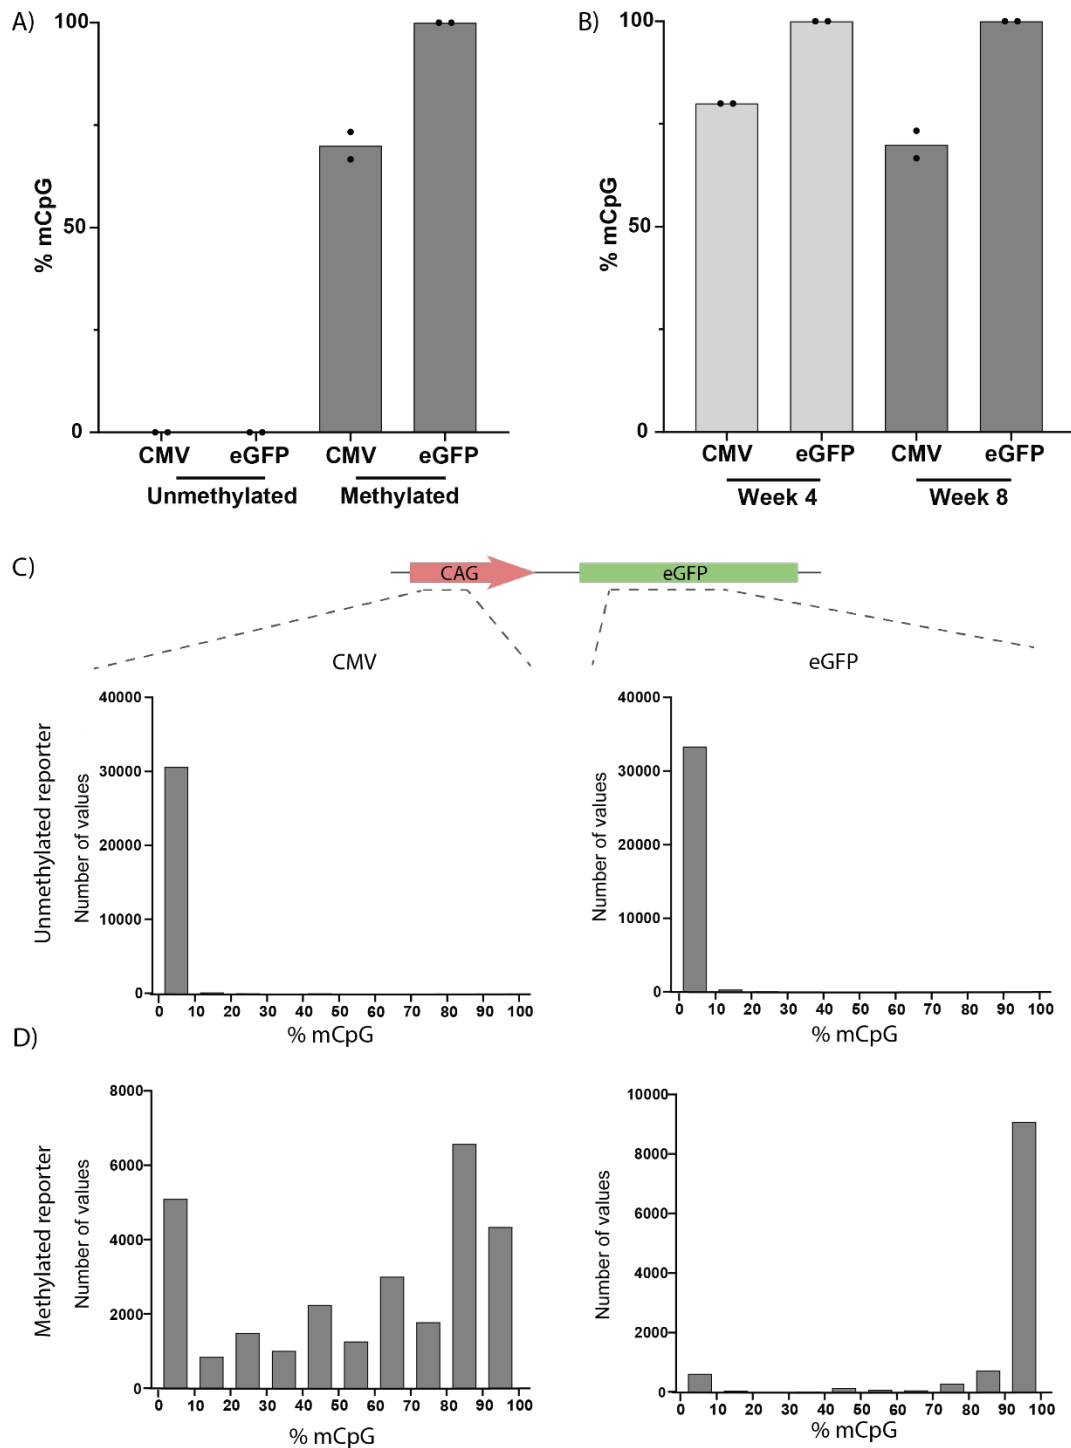 A)
% mCpG
100
50
0
CMV eGFP CMV eGFP
Unmethylated Methylated
B)
% mCpG
100
50
0
CMV eGFP CMV eGFP
Week 4 Week 8
C)
CAG eGFP
CMV eGFP
Unmethylated reporter
Number of values
40000
30000
20000
10000
0
0 10 20 30 40 50 60 70 80 90 100
% mCpG
Number of values
40000
30000
20000
10000
0
0 10 20 30 40 50 60 70 80 90 100
% mCpG
D)
Methylated reporter
Number of values
8000
6000
4000
2000
0
0 10 20 30 40 50 60 70 80 90 100
% mCpG
Number of values
10000
8000
6000
4000
2000
0
0 10 20 30 40 50 60 70 80 90 100
% mCpG